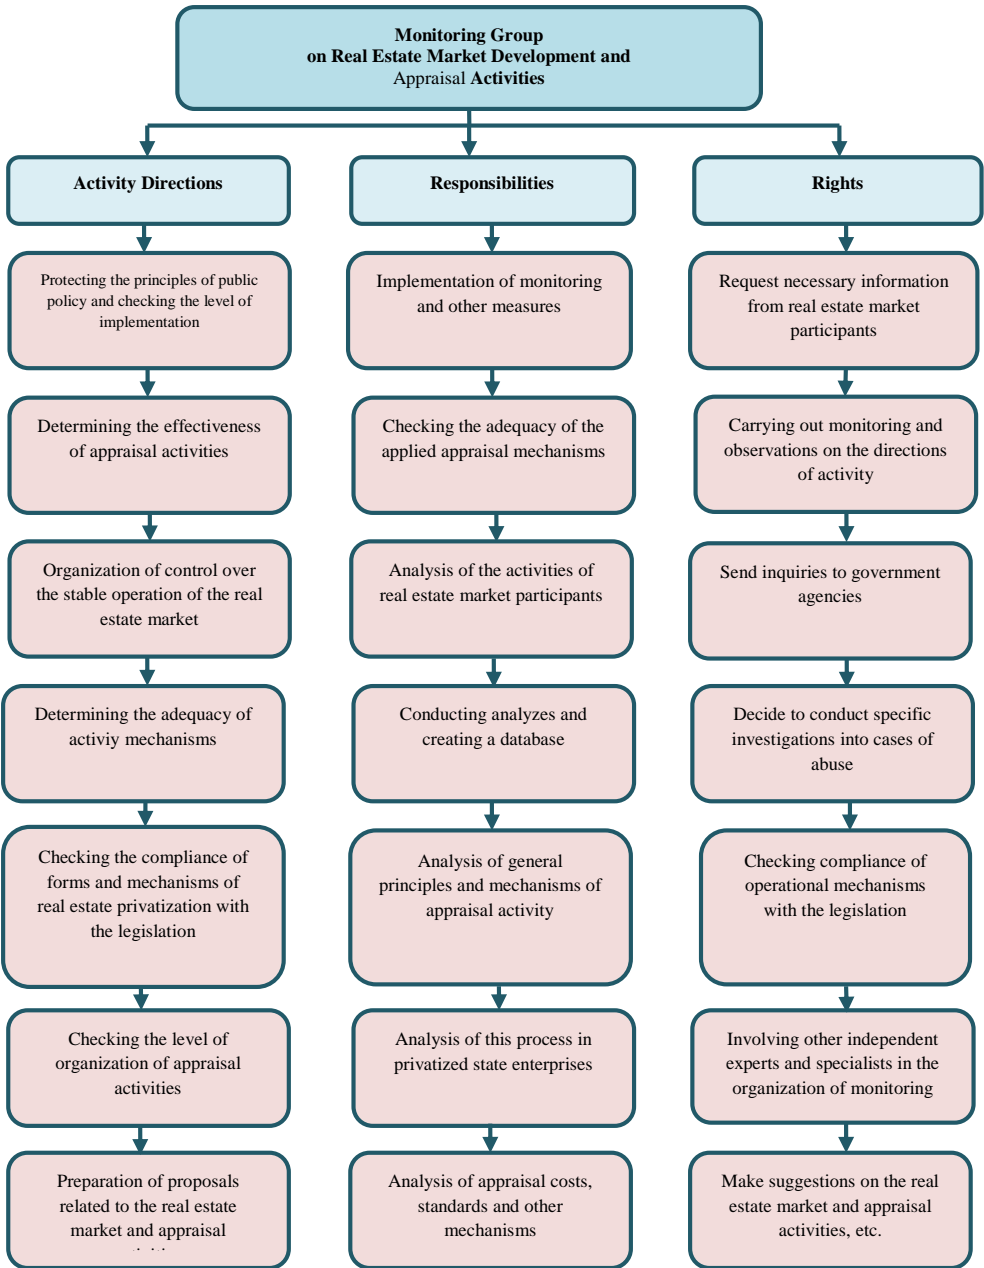 Monitoring Group
on Real Estate Market Development and
Appraisal Activities
Activity Directions
Protecting the principles of public
policy and checking the level of
implementation
Determining the effectiveness
of appraisal activities
Organization of control over
the stable operation of the real
estate market
Determining the adequacy of
activiy mechanisms
Checking the compliance of
forms and mechanisms of
real estate privatization with
the legislation
Checking the level of
organization of appraisal
activities
Preparation of proposals
related to the real estate
market and appraisal
Responsibilities
Implementation of monitoring
and other measures
Checking the adequacy of the
applied appraisal mechanisms
Analysis of the activities of
real estate market participants
Conducting analyzes and
creating a database
Analysis of general
principles and mechanisms of
appraisal activity
Analysis of this process in
privatized state enterprises
Analysis of appraisal costs,
standards and other
mechanisms
Rights
Request necessary information
from real estate market
participants
Carrying out monitoring and
observations on the directions
of activity
Send inquiries to government
agencies
Decide to conduct specific
investigations into cases of
abuse
Checking compliance of
operational mechanisms
with the legislation
Involving other independent
experts and specialists in the
organization of monitoring
Make suggestions on the real
estate market and appraisal
activities, etc.